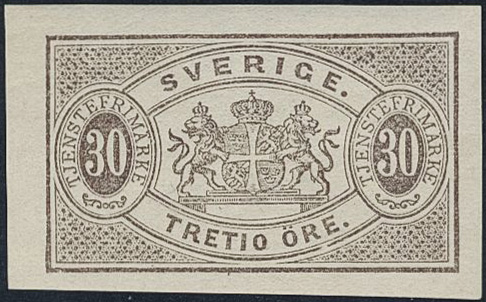 SVERIGE.
TJENSTEFRIMÄRKE
30
TJENSTEFRIMÄRKE
30
TRETIO ÖRE.